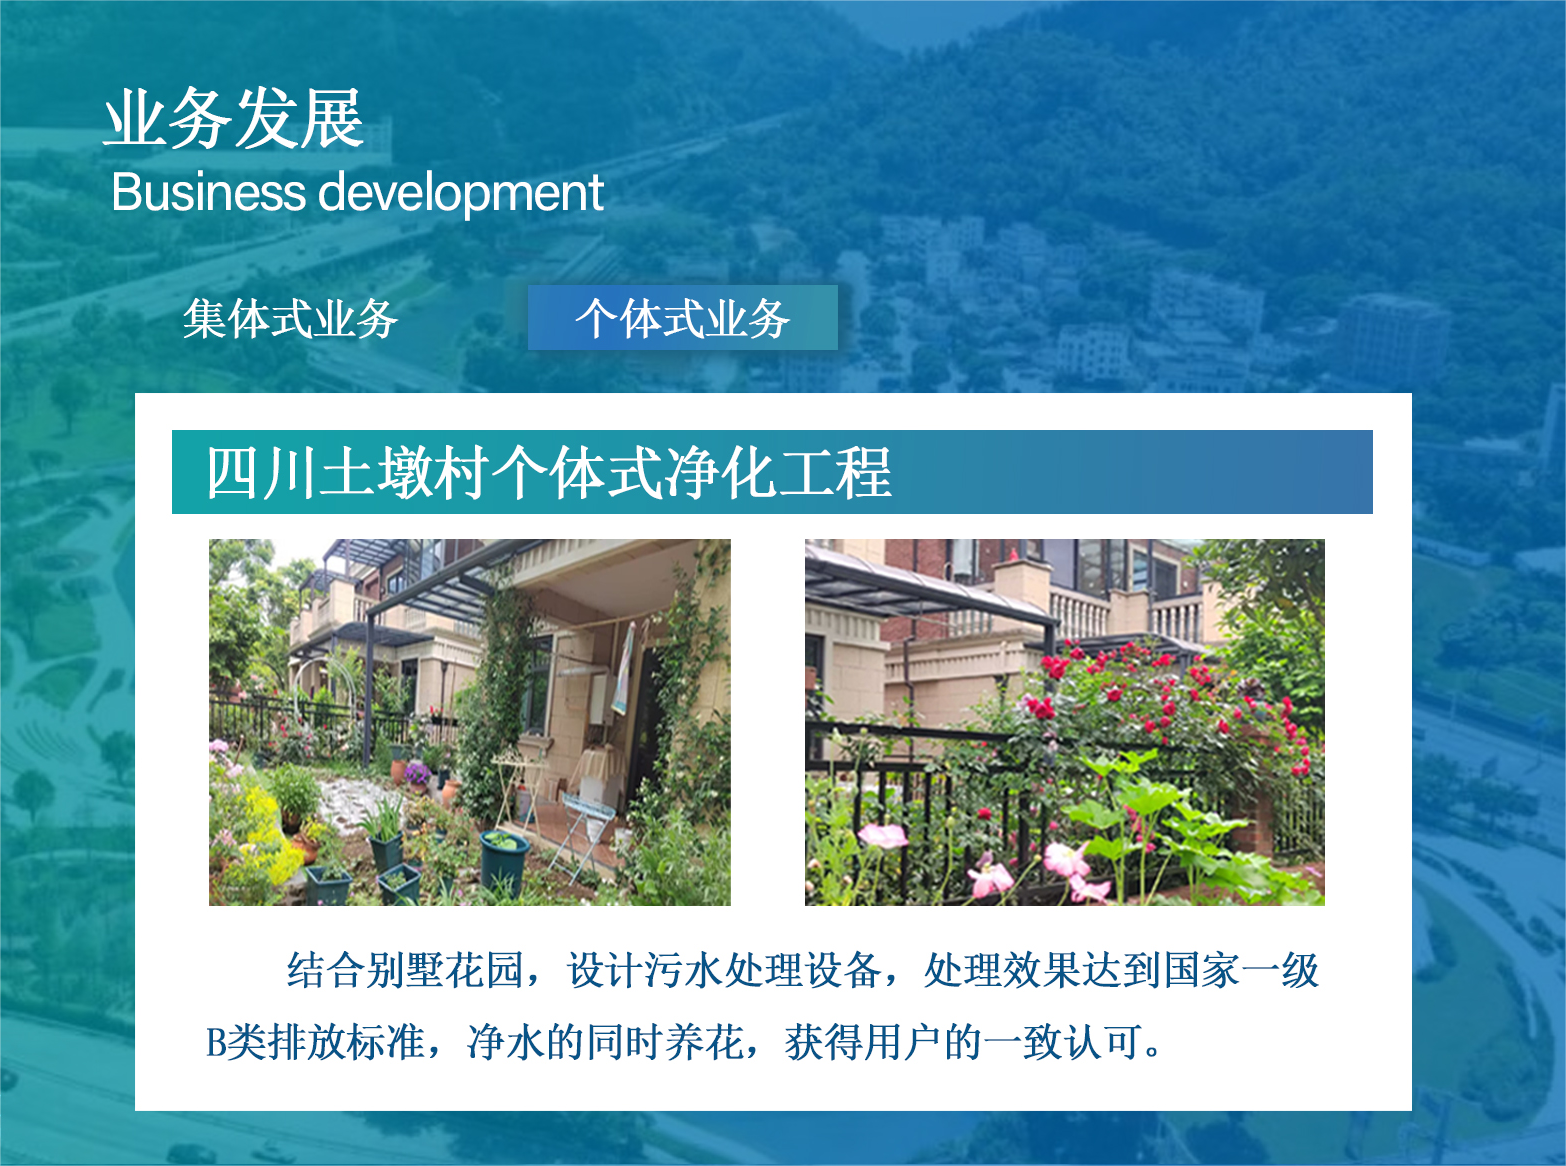 业务发展
Business development
集体式业务
个体式业务
四川土墩村个体式净化工程
结合别墅花园，设计污水处理设备，处理效果达到国家一级
B类排放标准，净水的同时养花，获得用户的一致认可。